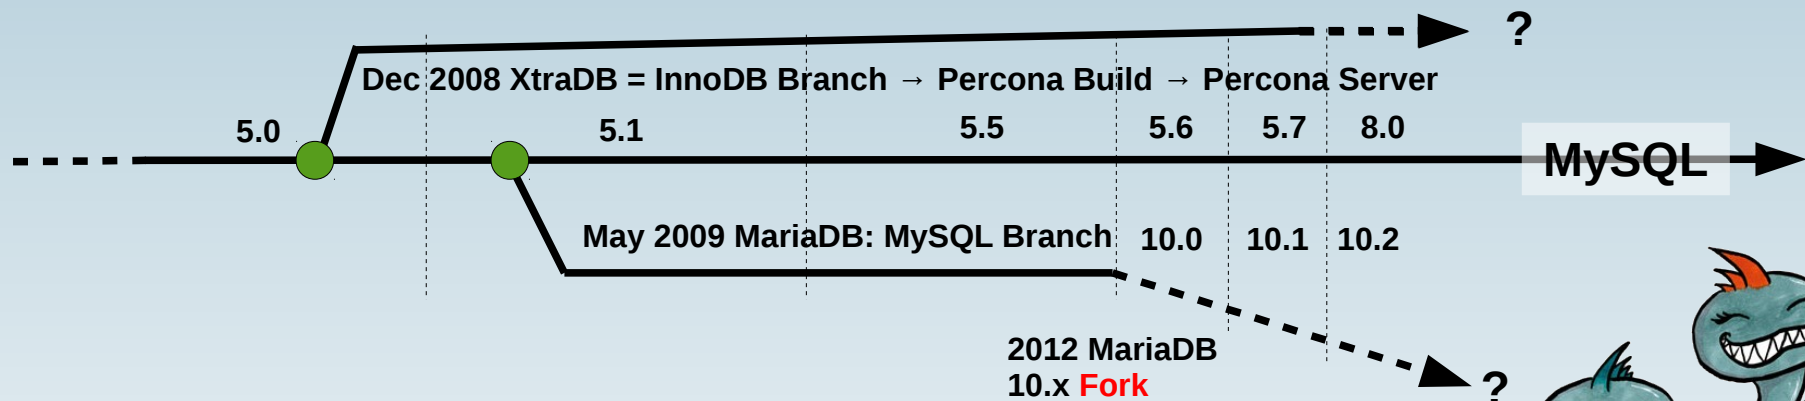 ?
Dec 2008 XtraDB = InnoDB Branch → Percona Build → Percona Server
5.0 5.1 5.5 5.6 5.7 8.0
MySQL
May 2009 MariaDB: MySQL Branch 10.0 10.1 10.2
2012 MariaDB
10.x Fork
?